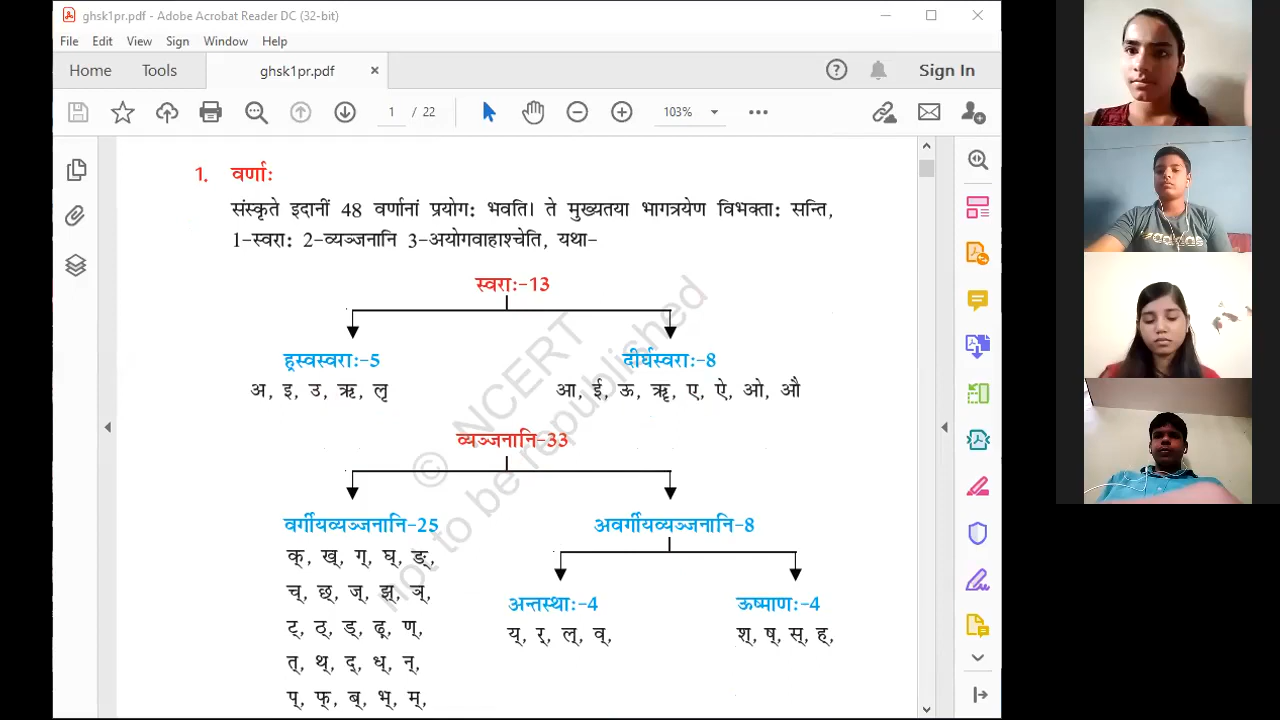 ghsk1pr.pdf - Adobe Acrobat Reader DC (32-bit)
File Edit View Sign Window Help
Home Tools ghsk1pr.pdf × Sign In
1 / 22 103%
1. वर्णाः
संस्कृते इदानीं 48 वर्णानां प्रयोगः भवति। ते मुख्यतया भागत्रयेण विभक्ताः सन्ति,
1-स्वराः 2-व्यञ्जनानि 3-अयोगवाहाश्चेति, यथा-
स्वराः-13
ह्रस्वस्वराः-5 दीर्घस्वराः-8
अ, इ, उ, ऋ, लृ आ, ई, ऊ, ॠ, ए, ऐ, ओ, औ
व्यञ्जनानि-33
वर्गीयव्यञ्जनानि-25 अवर्गीयव्यञ्जनानि-8
क्, ख्, ग्, घ्, ङ्,
च्, छ्, ज्, झ्, ञ्,
अन्तस्थाः-4 ऊष्माणः-4
ट्, ठ्, ड्, ढ्, ण्, य्, र्, ल्, व्, श्, ष्, स्, ह्,
त्, थ्, द्, ध्, न्,
प्, फ्, ब्, भ्, म्,
© NCERT
not to be republished